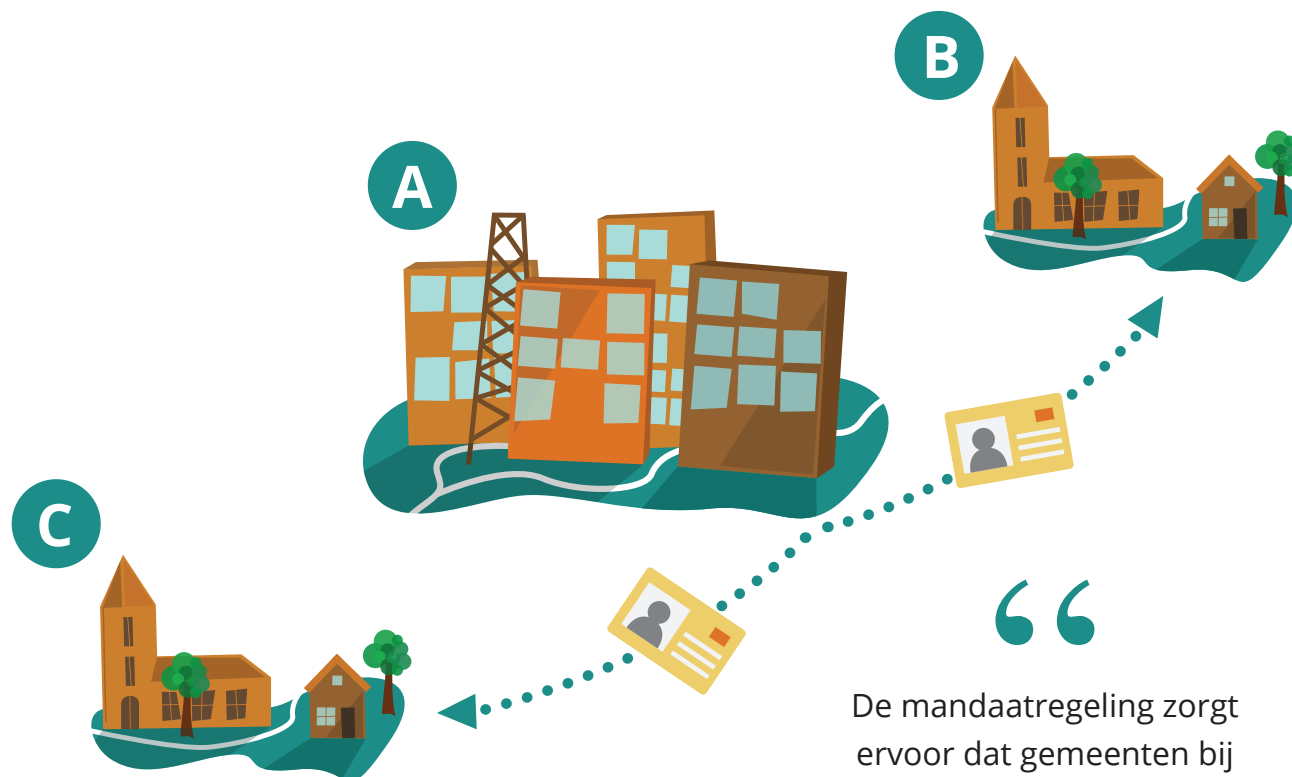 B
A
C
“
De mandaatregeling zorgt
ervoor dat gemeenten bij